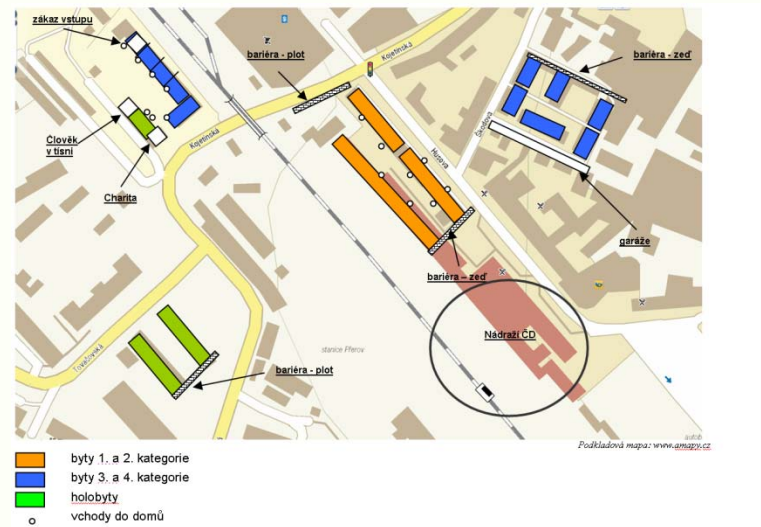 zákaz vstupu
bariéra - plot
Kojetínská
bariéra - zeď
Škodova
Husova
Člověk
v tísni
Kojetínská
Charita
garáže
bariéra – zeď
Nádraží ČD
stanice Přerov
Tovačovská
bariéra - plot
autob
Podkladová mapa: www.amapy.cz
byty 1. a 2. kategorie
byty 3. a 4. kategorie
holobyty
vchody do domů